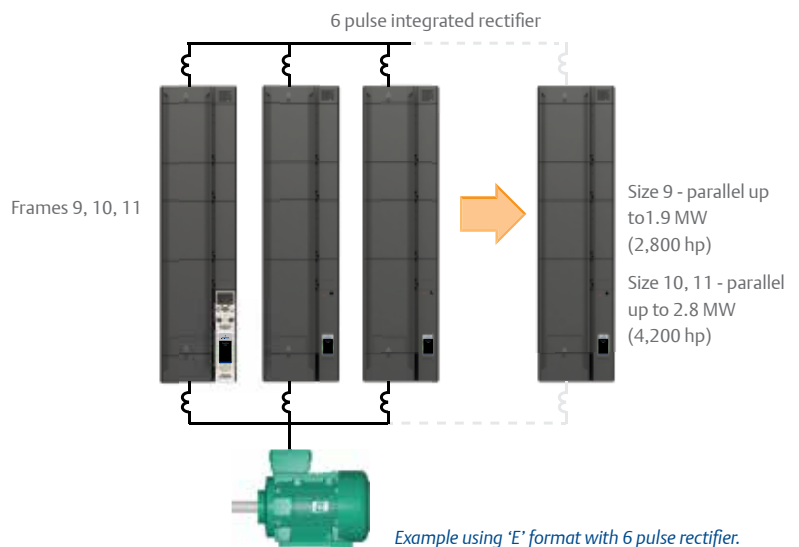 6 pulse integrated rectifier
Frames 9, 10, 11
Size 9 - parallel up
to1.9 MW
(2,800 hp)
Size 10, 11 - parallel
up to 2.8 MW
(4,200 hp)
Example using ‘E’ format with 6 pulse rectifier.